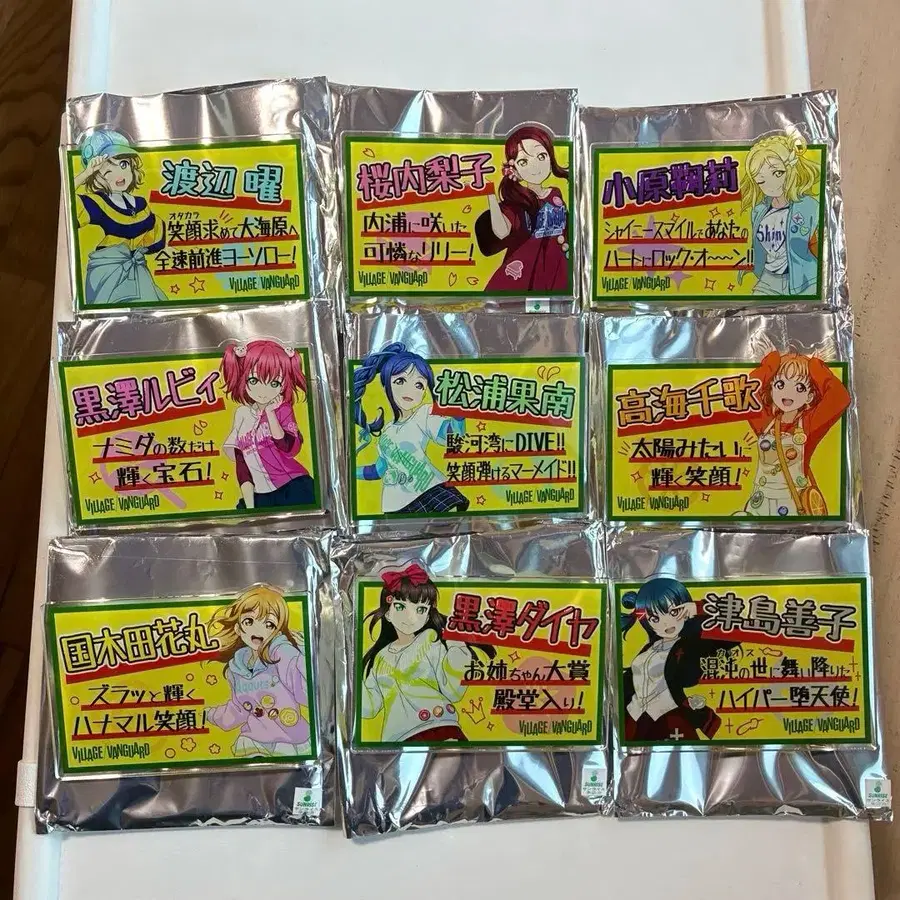 渡辺 曜
オタカラ
笑顔求めて大海原へ
全速前進ヨーソロー!
VILLAGE/VANGUARD
桜内梨子
内浦に咲いた
可憐なリリー!
VILLAGE/VANGUARD
小原鞠莉
シャイニースマイルであなたの
ハートにロック・オ〜〜ン!!
Shiny
VILLAGE/VANGUARD
黒澤ルビィ
ナミダの数だけ
輝く宝石!
VILLAGE/VANGUARD
松浦果南
駿河湾にDIVE!!
笑顔弾けるマーメイド!!
VILLAGE/VANGUARD
高海千歌
太陽みたいに
輝く笑顔!
VILLAGE/VANGUARD
国木田花丸
ズラッと輝く
ハナマル笑顔!
Aqours
VILLAGE/VANGUARD
SUNRISE
黒澤ダイヤ
お姉ちゃん大賞
殿堂入り!
VILLAGE/VANGUARD
SUNRISE
津島善子
カオス
混沌の世に舞い降りた
ハイパー堕天使!
VILLAGE/VANGUARD
SUNRISE